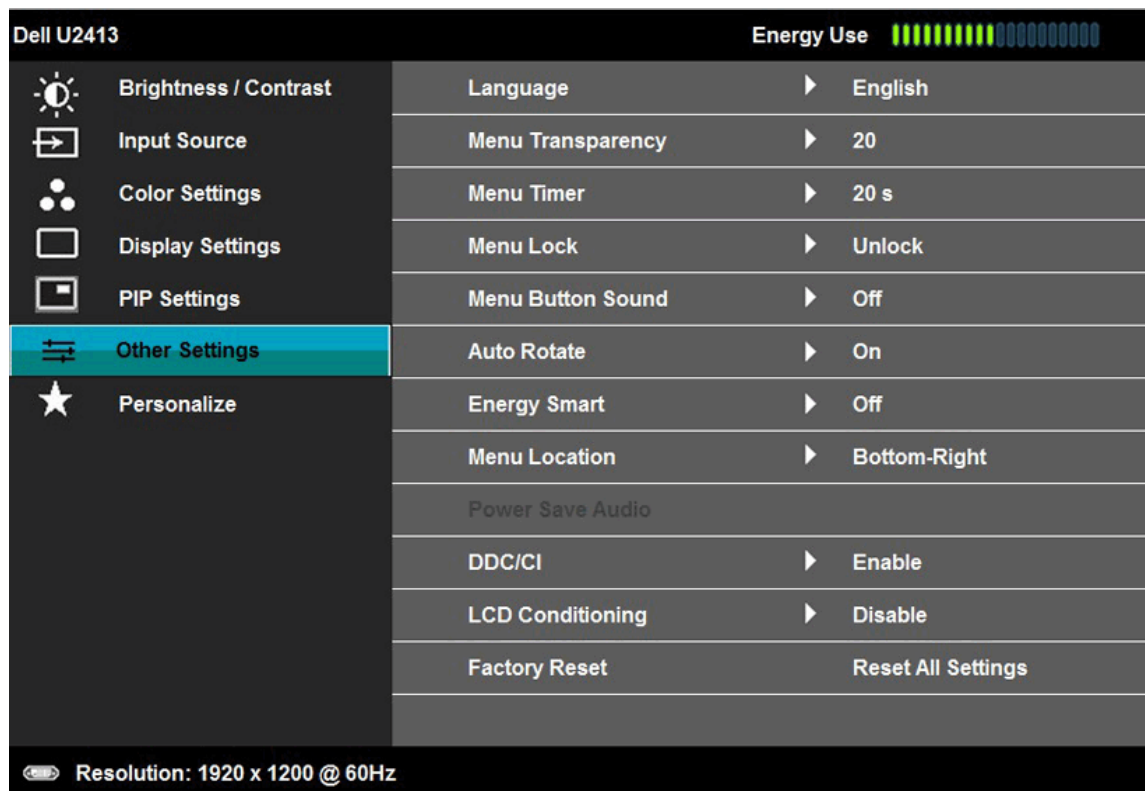 Dell U2413 Energy Use
Brightness / Contrast Language English
Input Source Menu Transparency 20
Color Settings Menu Timer 20 s
Display Settings Menu Lock Unlock
PIP Settings Menu Button Sound Off
Other Settings Auto Rotate On
Personalize Energy Smart Off
Menu Location Bottom-Right
Power Save Audio
DDC/CI Enable
LCD Conditioning Disable
Factory Reset Reset All Settings
Resolution: 1920 x 1200 @ 60Hz